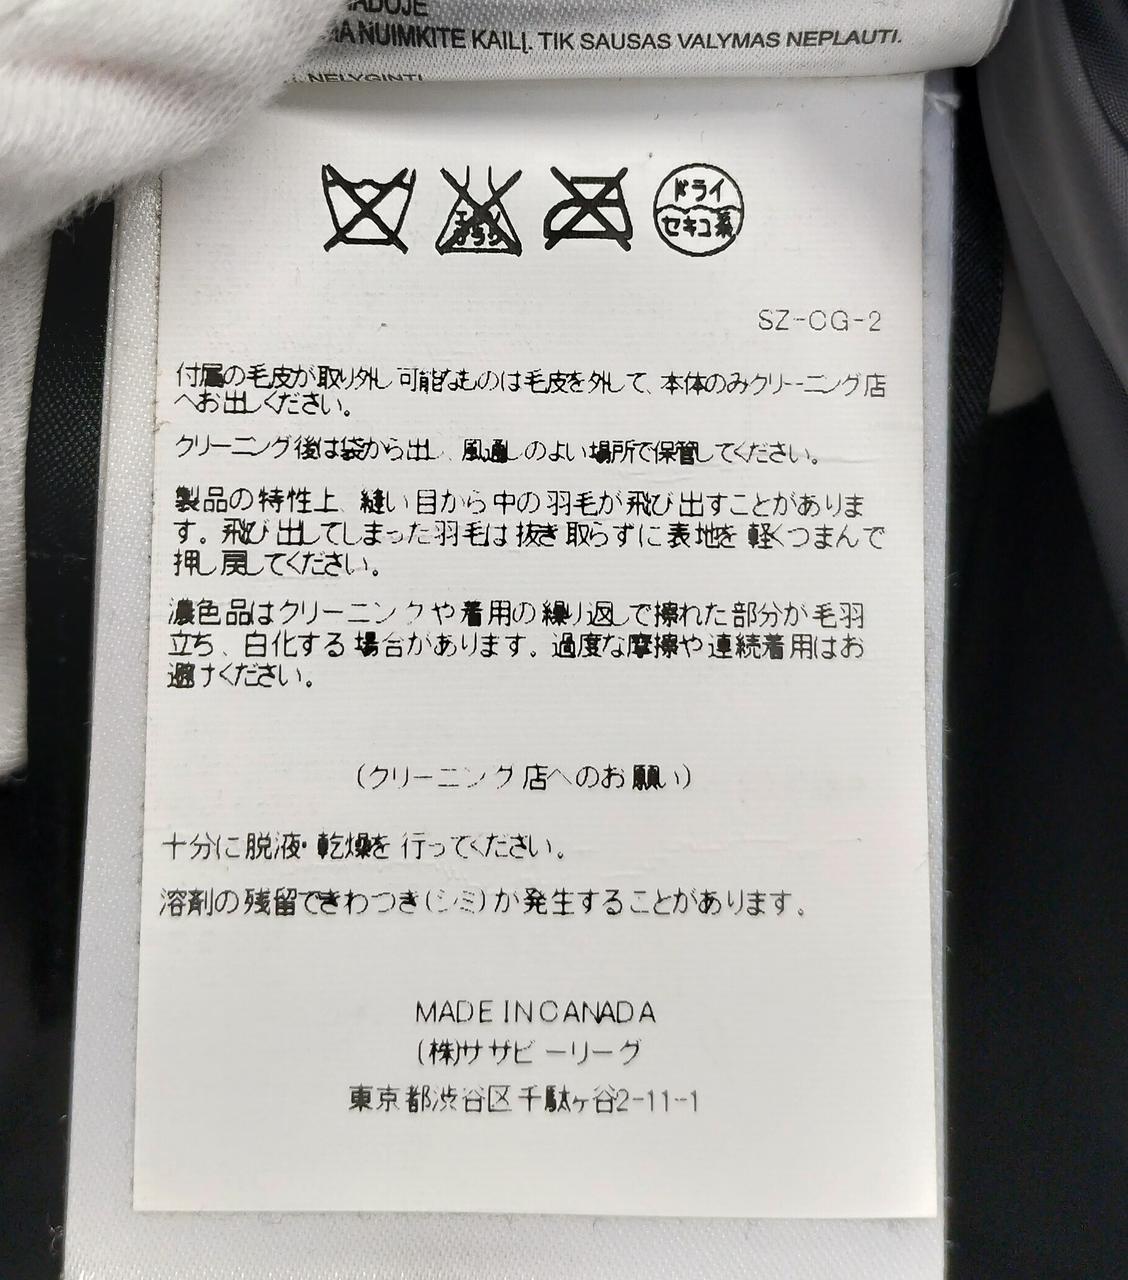 ADOJE
NUIMKITE KAILĮ. TIK SAUSAS VALYMAS NEPLAUTI.
NELYGINTI
エンソ
サラシ
ドライ
セキユ系
SZ-CG-2
付属の毛皮が取り外し可能なものは毛皮を外して、本体のみクリーニング店
へお出しください。
クリーニング後は袋から出し、風通しのよい場所で保管してください。
製品の特性上、縫い目から中の羽毛が飛び出すことがありま
す。飛び出してしまった羽毛は抜き取らずに表地を軽くつまんで
押し戻してください。
濃色品はクリーニングや着用の繰り返しで擦れた部分が毛羽
立ち、白化する場合があります。過度な摩擦や連続着用はお
避けください。
(クリーニング店へのお願い)
十分に脱液・乾燥を行ってください。
溶剤の残留できわつき(シミ)が発生することがあります。
MADE IN CANADA
(株)サザビーリーグ
東京都渋谷区千駄ヶ谷2-11-1